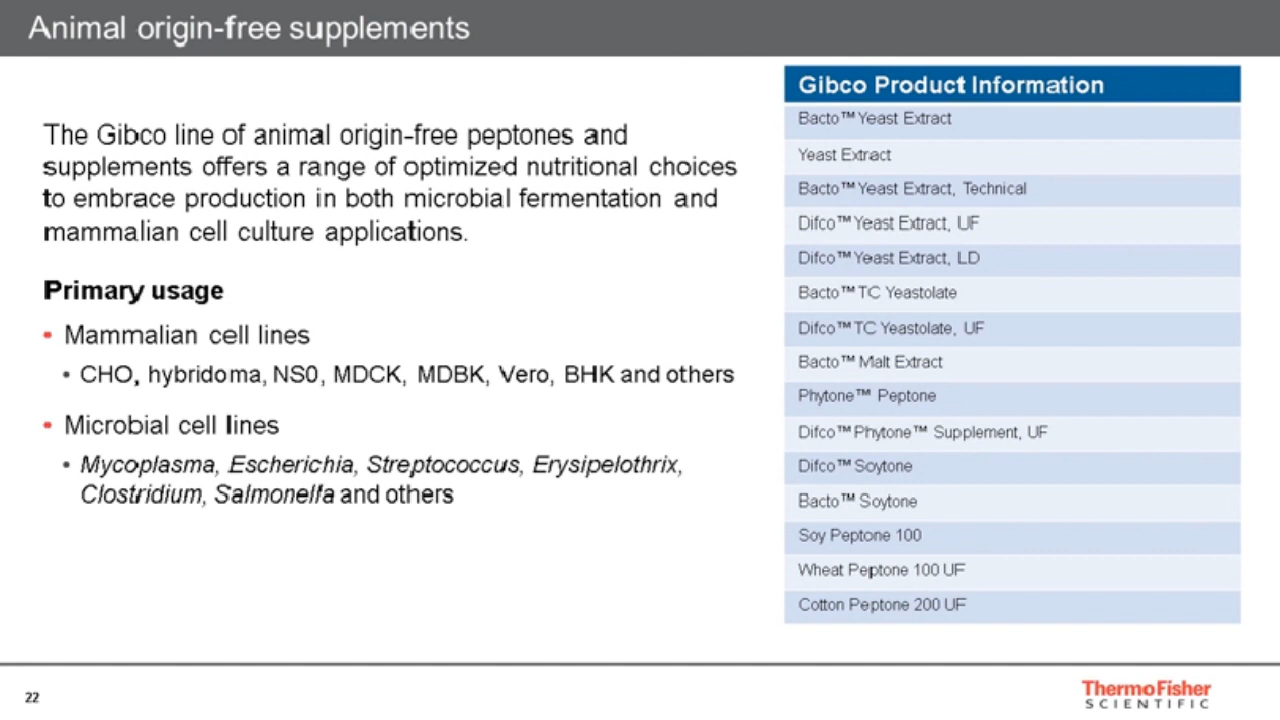 Animal origin-free supplements
The Gibco line of animal origin-free peptones and
supplements offers a range of optimized nutritional choices
to embrace production in both microbial fermentation and
mammalian cell culture applications.
Primary usage
• Mammalian cell lines
• CHO, hybridoma, NS0, MDCK, MDBK, Vero, BHK and others
• Microbial cell lines
• Mycoplasma, Escherichia, Streptococcus, Erysipelothrix,
Clostridium, Salmonella and others
Gibco Product Information
Bacto™ Yeast Extract
Yeast Extract
Bacto™ Yeast Extract, Technical
Difco™ Yeast Extract, UF
Difco™ Yeast Extract, LD
Bacto™ TC Yeastolate
Difco™ TC Yeastolate, UF
Bacto™ Malt Extract
Phytone™ Peptone
Difco™ Phytone™ Supplement, UF
Difco™ Soytone
Bacto™ Soytone
Soy Peptone 100
Wheat Peptone 100 UF
Cotton Peptone 200 UF
22
ThermoFisher
SCIENTIFIC